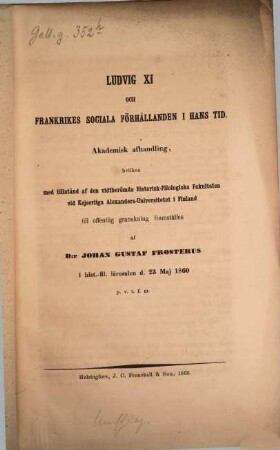 Gall. g. 352
LUDVIG XI
OCH
FRANKRIKES SOCIALA FÖRHÅLLANDEN I HANS TID.
Akademisk afhandling,
hvilken
med tillstånd af den vidtberömda Historisk-Filologiska Fakulteten
vid Kejserliga Alexanders-Universitetet i Finland
till offentlig granskning framställes
af
D:r JOHAN GUSTAF FROSTERUS
i hist.-fil. lärosalen d. 23 Maj 1860
p. v. t. f. m.
Helsingfors, J. C. Frenckell & Son, 1860.